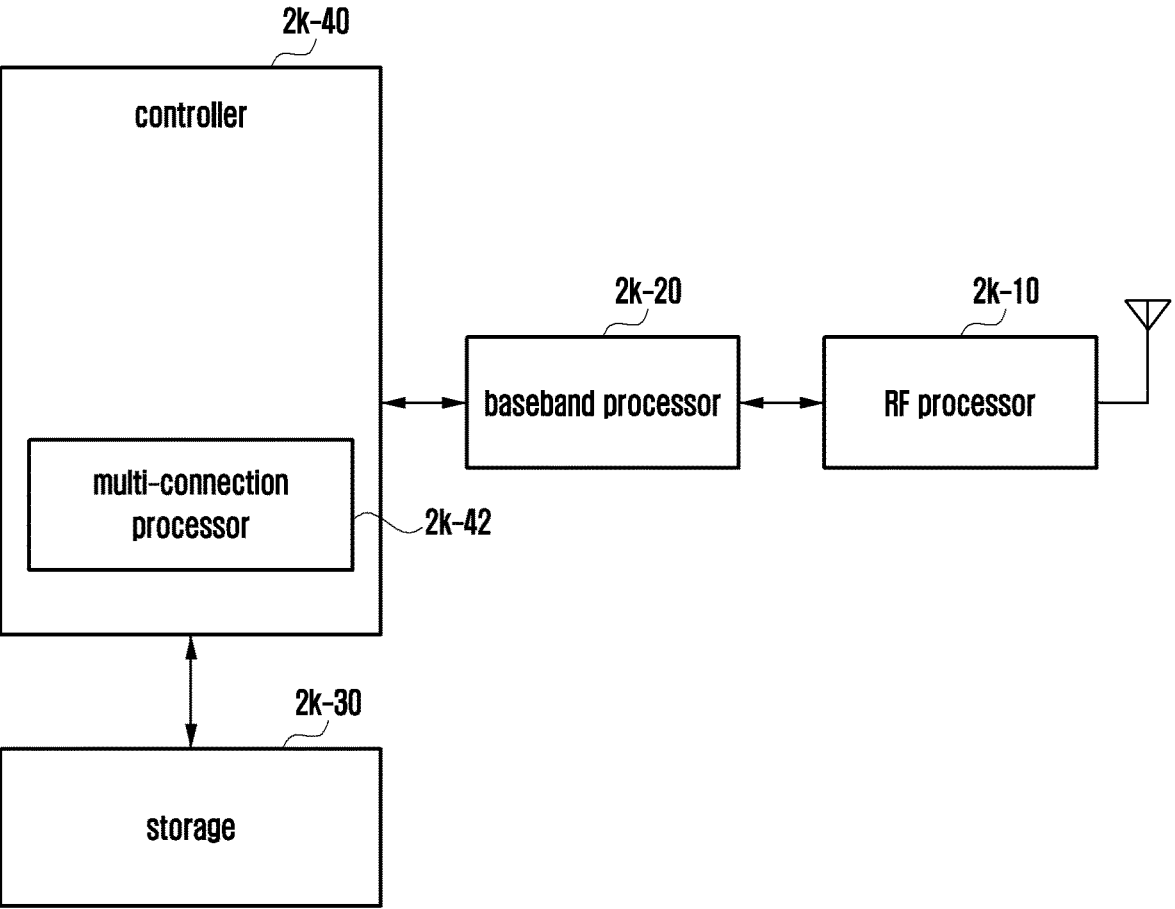 2k-40
controller
2k-20
2k-10
baseband processor
RF processor
multi-connection
processor
2k-42
2k-30
storage